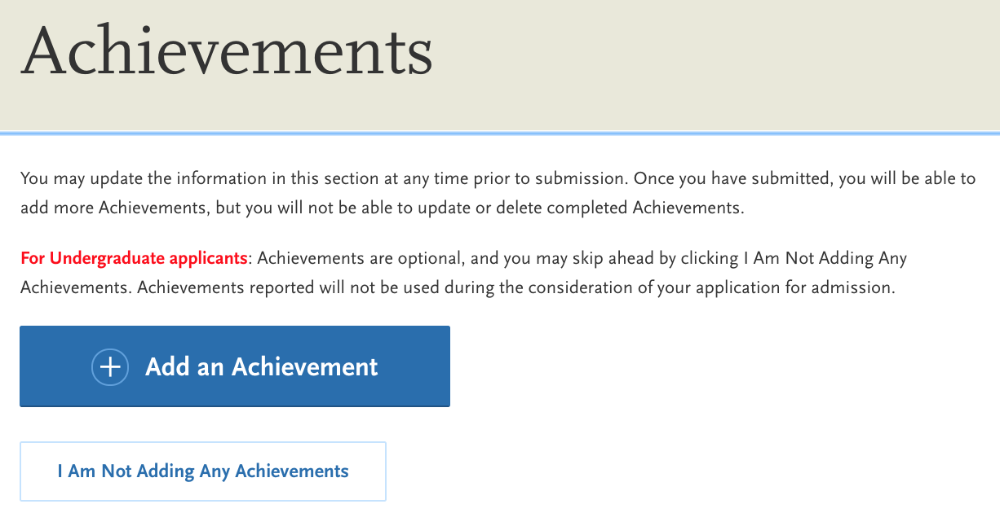 Achievements
You may update the information in this section at any time prior to submission. Once you have submitted, you will be able to
add more Achievements, but you will not be able to update or delete completed Achievements.
For Undergraduate applicants: Achievements are optional, and you may skip ahead by clicking I Am Not Adding Any
Achievements. Achievements reported will not be used during the consideration of your application for admission.
Add an Achievement
I Am Not Adding Any Achievements